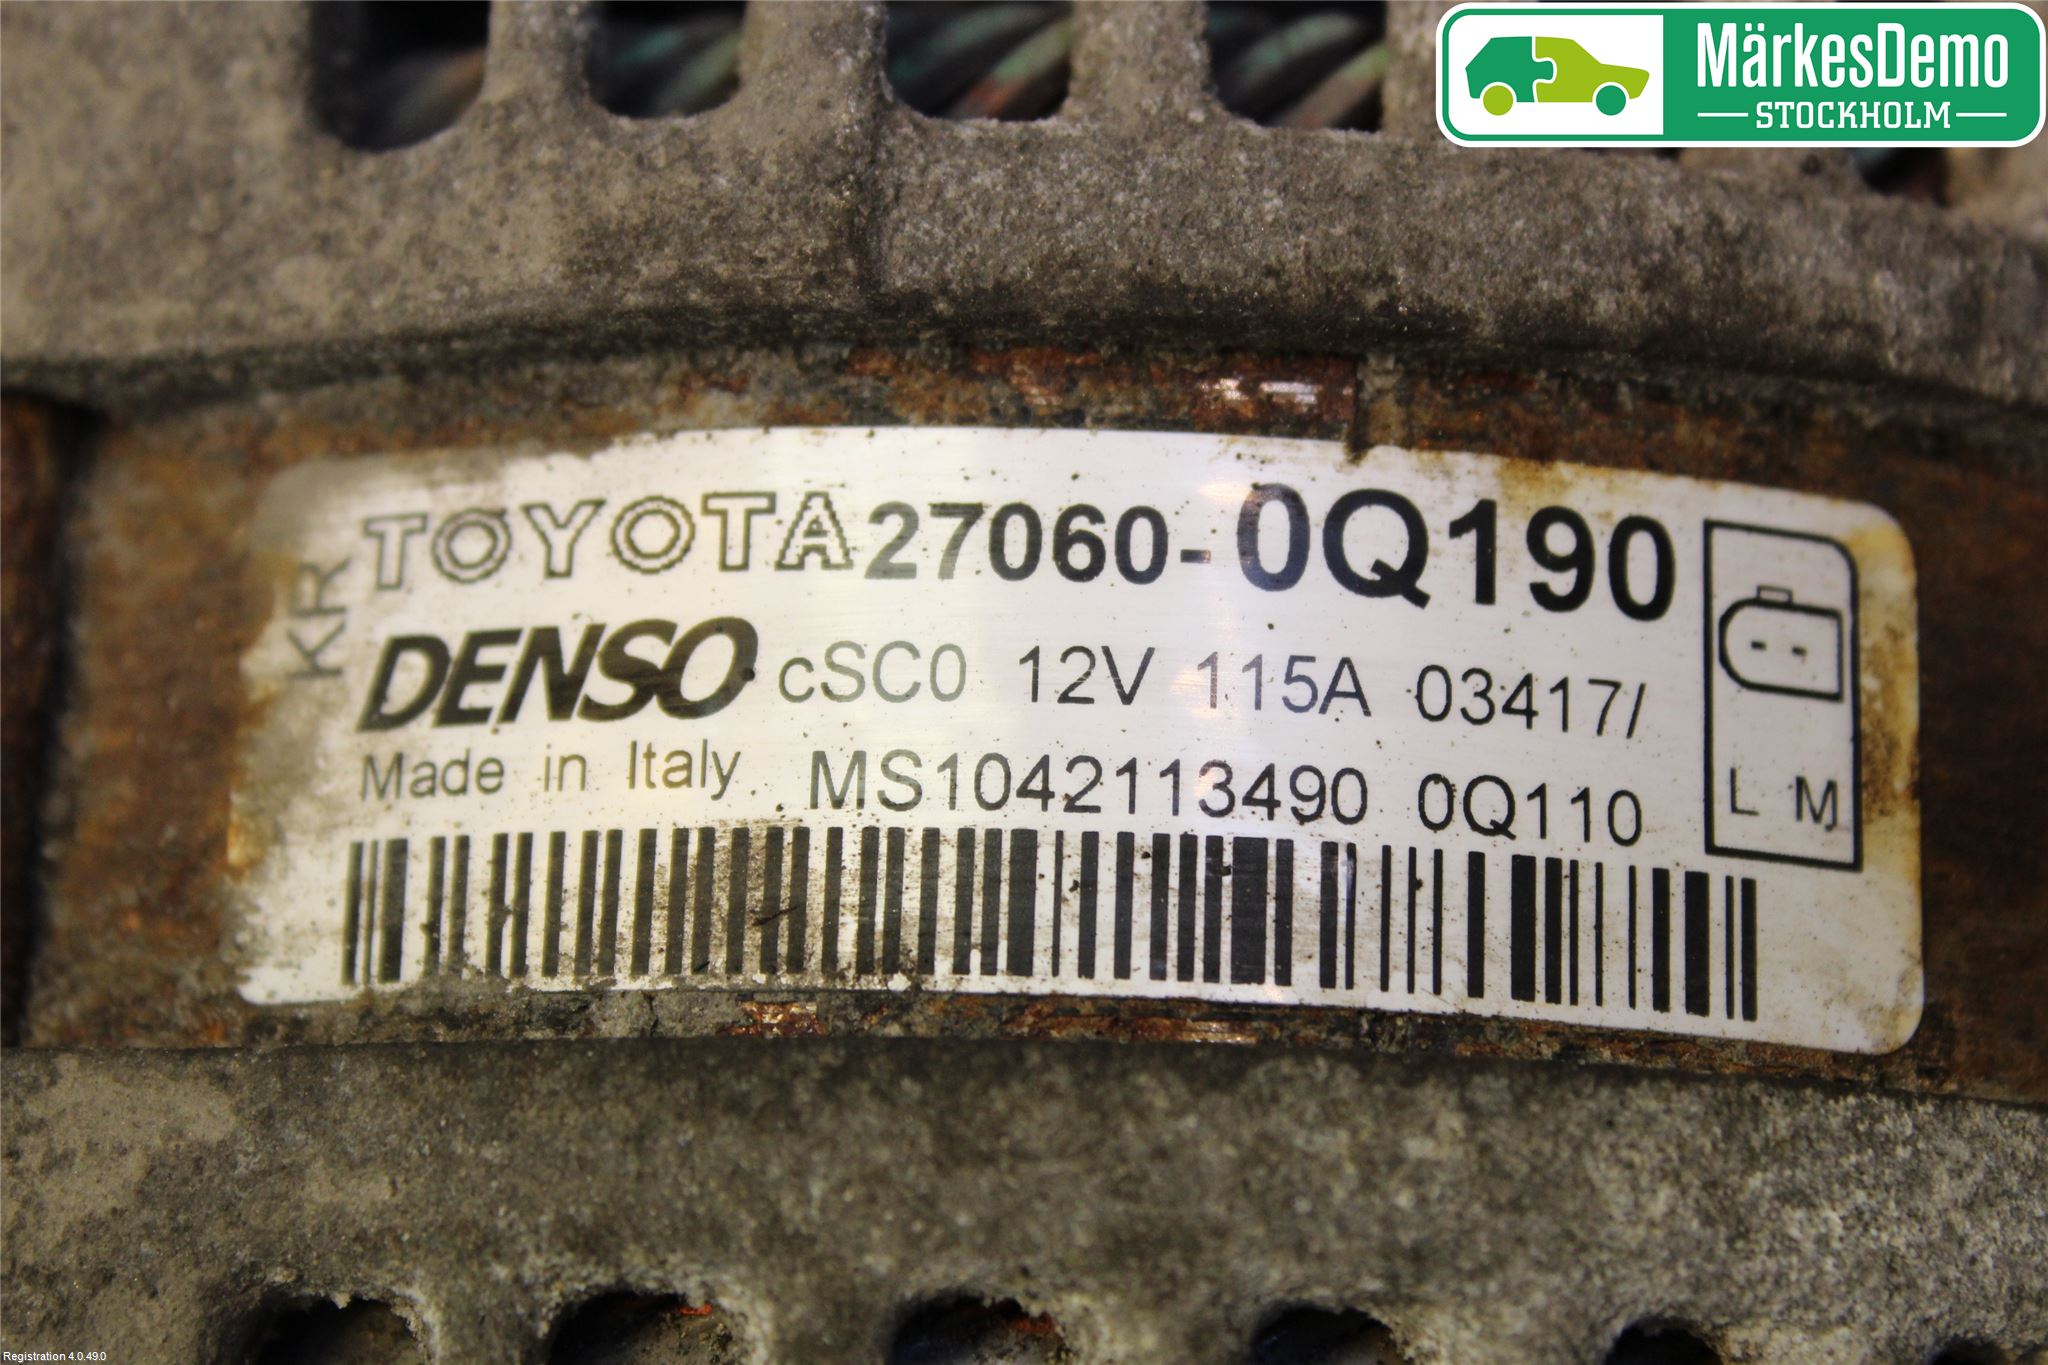 MärkesDemo
STOCKHOLM
KR
TOYOTA 27060-0Q190
DENSO cSC0 12V 115A 03417/
Made in Italy MS1042113490 0Q110
L M
Registration 4.0.49.0